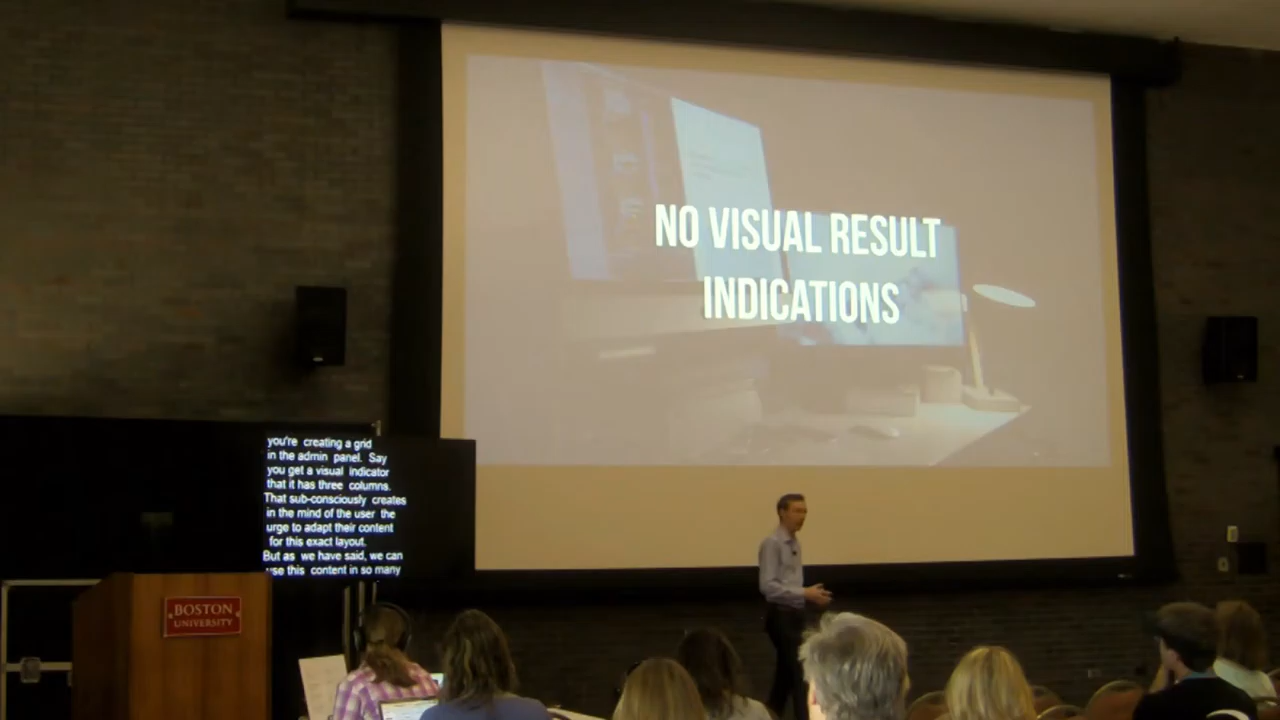 NO VISUAL RESULT
INDICATIONS
you're creating a grid
in the admin panel. Say
you get a visual indicator
that it has three columns.
That sub-consciously creates
in the mind of the user the
urge to adapt their content
for this exact layout.
But as we have said, we can
use this content in so many
BOSTON
UNIVERSITY